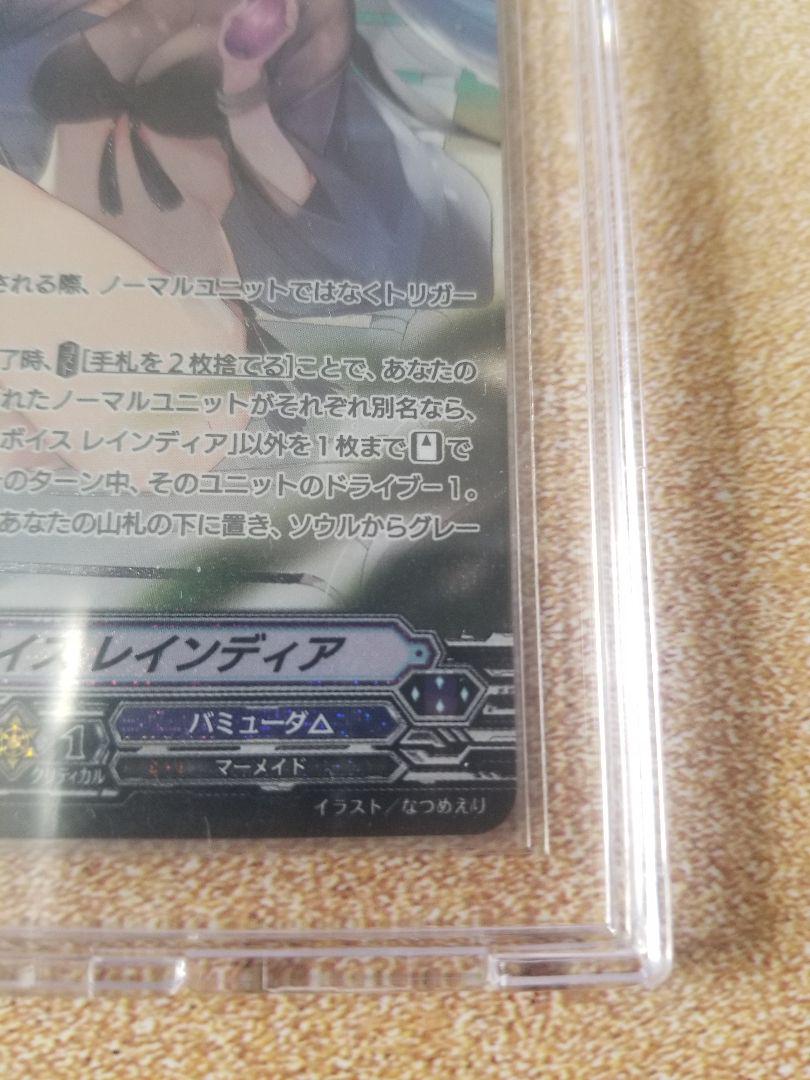 される際、ノーマルユニットではなくトリガー
了時、コスト[手札を2枚捨てる]ことで、あなたの
れたノーマルユニットがそれぞれ別名なら、
ボイス レインディア」以外を1枚まで で
のターン中、そのユニットのドライブ－1。
あなたの山札の下に置き、ソウルからグレー
イス レインディア
バミューダ△
1
クリティカル
マーメイド
イラスト／なつめえり